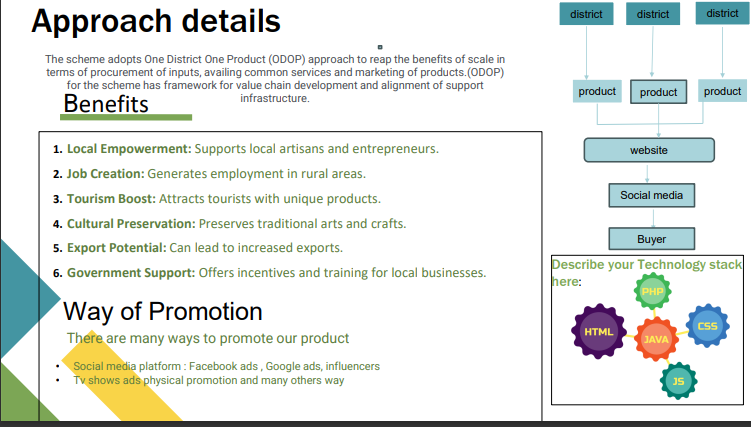 Approach details
The scheme adopts One District One Product (ODOP) approach to reap the benefits of scale in
terms of procurement of inputs, availing common services and marketing of products.(ODOP)
for the scheme has framework for value chain development and alignment of support
infrastructure.
Benefits
1. Local Empowerment: Supports local artisans and entrepreneurs.
2. Job Creation: Generates employment in rural areas.
3. Tourism Boost: Attracts tourists with unique products.
4. Cultural Preservation: Preserves traditional arts and crafts.
5. Export Potential: Can lead to increased exports.
6. Government Support: Offers incentives and training for local businesses.
Way of Promotion
There are many ways to promote our product
• Social media platform : Facebook ads , Google ads, influencers
• Tv shows ads physical promotion and many others way
district district district
product product product
website
Social media
Buyer
Describe your Technology stack
here:
PHP
HTML JAVA CSS
JS